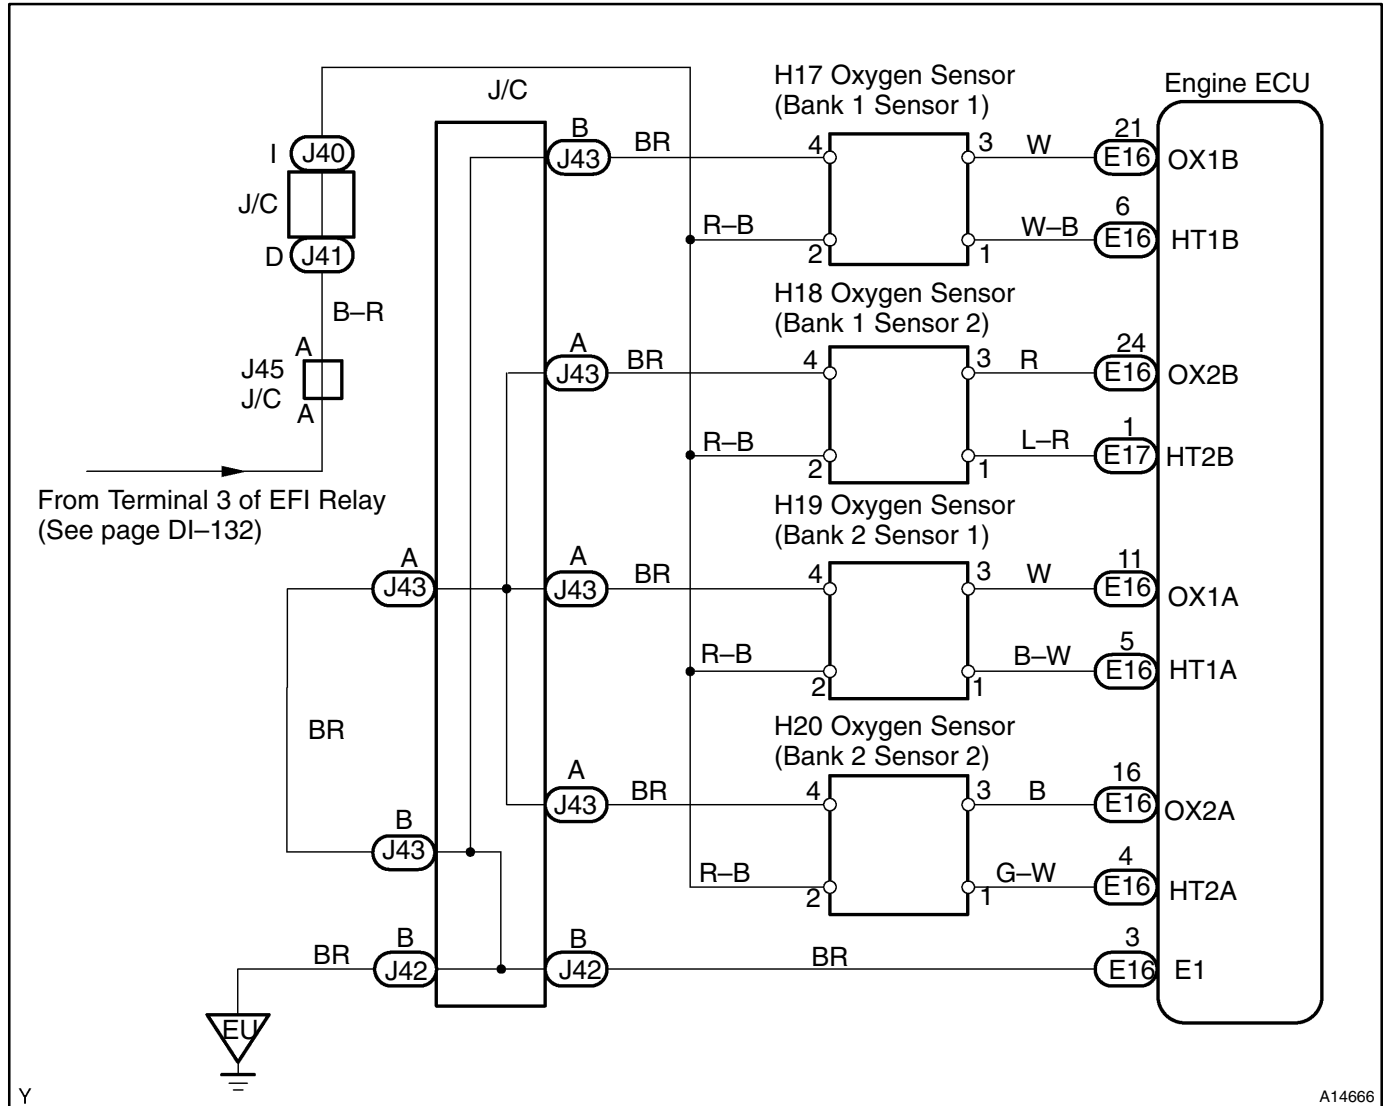 J/C
I J40
J/C
D J41
B–R
A
J45
J/C
A
From Terminal 3 of EFI Relay
(See page DI–132)
A
J43
BR
B
J43
BR
B
J42
EU
B
J43
BR
A
J43
BR
A
J43
BR
A
J43
BR
B
J42
BR
H17 Oxygen Sensor
(Bank 1 Sensor 1)
4
3
W
R–B
2
1
W–B
H18 Oxygen Sensor
(Bank 1 Sensor 2)
4
3
R
R–B
2
1
L–R
H19 Oxygen Sensor
(Bank 2 Sensor 1)
4
3
W
R–B
2
1
B–W
H20 Oxygen Sensor
(Bank 2 Sensor 2)
4
3
B
R–B
2
1
G–W
Engine ECU
21
E16 OX1B
6
E16 HT1B
24
E16 OX2B
1
E17 HT2B
11
E16 OX1A
5
E16 HT1A
16
E16 OX2A
4
E16 HT2A
3
E16 E1
Y
A14666